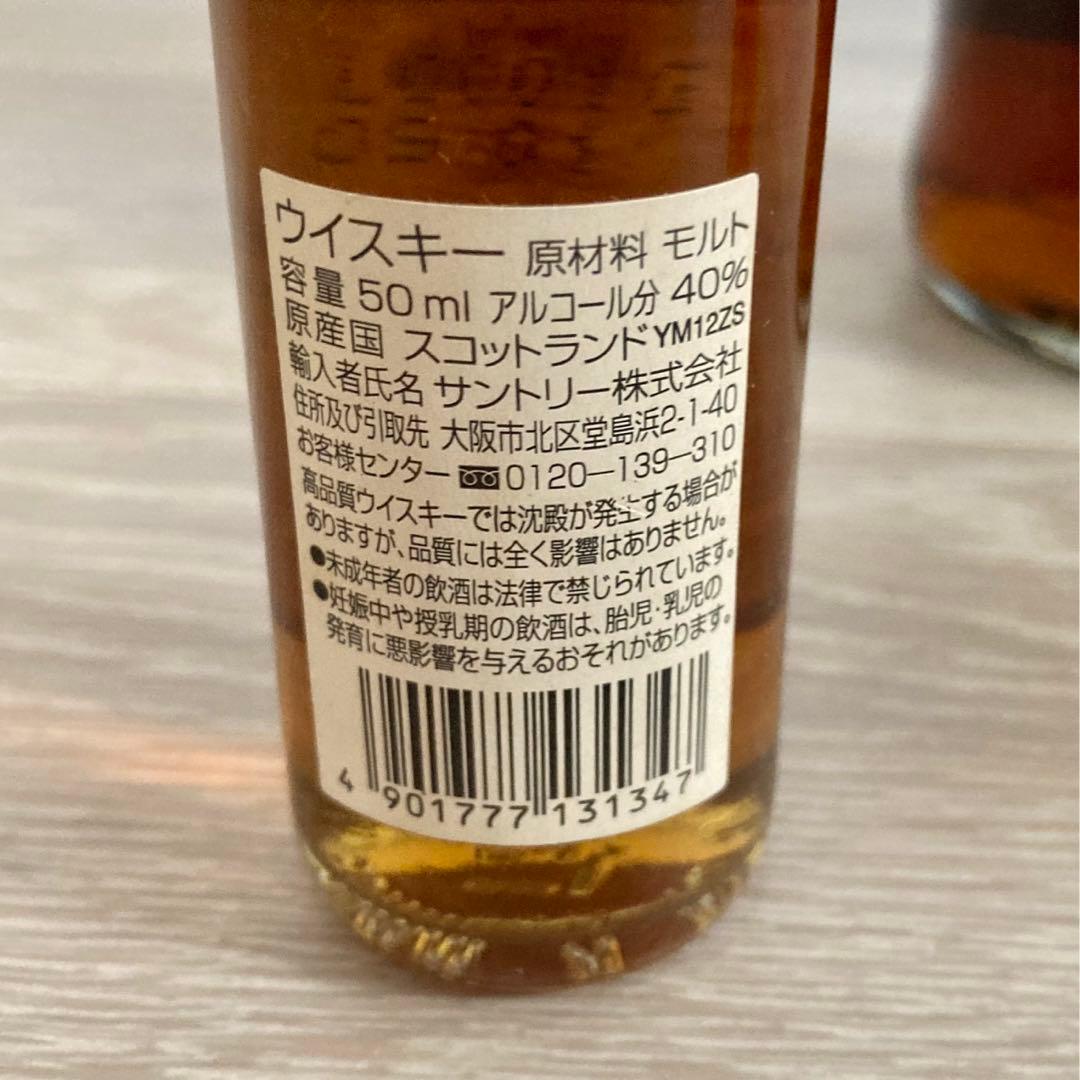 ウイスキー 原材料 モルト
容量 50ml アルコール分 40%
原産国 スコットランド YM12ZS
輸入者氏名 サントリー株式会社
住所及び引取先 大阪市北区堂島浜2-1-40
お客様センター 0120-139-310
高品質ウイスキーでは沈殿が発生する場合が
ありますが、品質には全く影響はありません。
●未成年者の飲酒は法律で禁じられています。
●妊娠中や授乳期の飲酒は、胎児・乳児の
発育に悪影響を与えるおそれがあります。
4 901777 131347